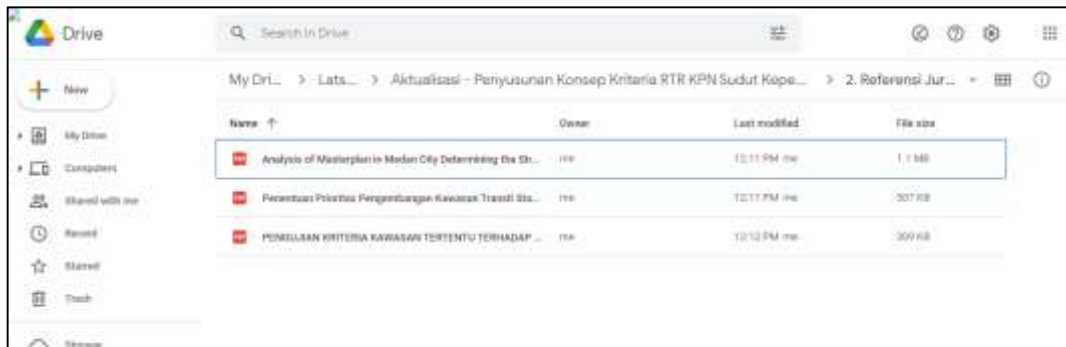 Drive
Search in Drive
New
My Dri... > Lats... > Aktualisasi - Penyusunan Konsep Kriteria RTR KPN Sudut Kepe... > 2. Referensi Jur...
Name ↑ Owner Last modified File size
My Drive
Analysis of Masterplan in Medan City Determining the Str... me 12:11 PM me 1.1 MB
Computers
Shared with me
Penentuan Prioritas Pengembangan Kawasan Transit Sta... me 12:11 PM me 507 KB
Recent
PENGUJIAN KRITERIA KAWASAN TERTENTU TERHADAP ... me 12:12 PM me KB
Starred
Trash
Storage